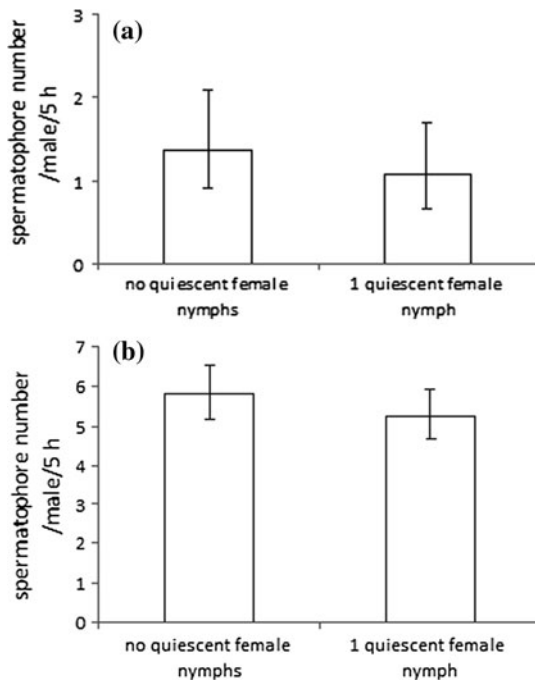 (a)
spermatophore number
/male/5 h
3
2
1
0
no quiescent female
nymphs
1 quiescent female
nymph
(b)
spermatophore number
/male/5 h
7
6
5
4
3
2
1
0
no quiescent female
nymphs
1 quiescent female
nymph